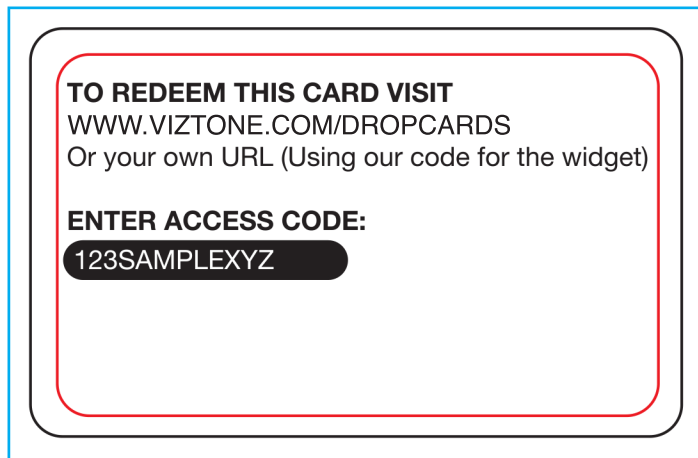 TO REDEEM THIS CARD VISIT
WWW.VIZTONE.COM/DROPCARDS
Or your own URL (Using our code for the widget)
ENTER ACCESS CODE:
123SAMPLEXYZ